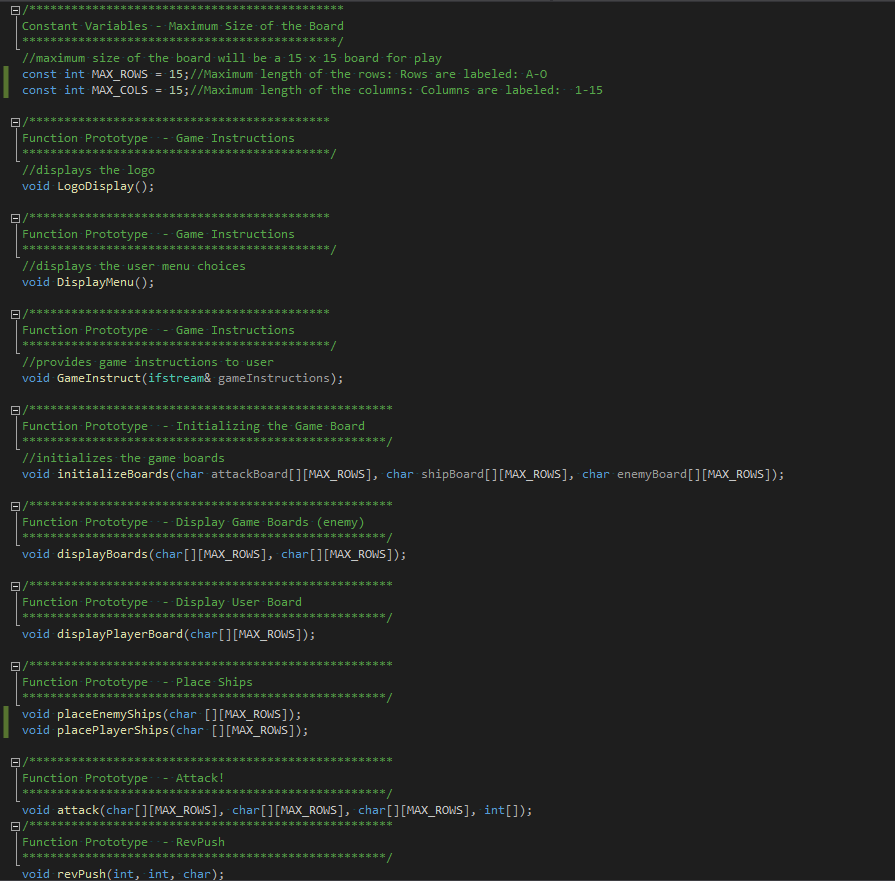 /*********************************************
Constant Variables - Maximum Size of the Board
*********************************************/
//maximum size of the board will be a 15 x 15 board for play
const int MAX_ROWS = 15;//Maximum length of the rows: Rows are labeled: A-O
const int MAX_COLS = 15;//Maximum length of the columns: Columns are labeled:  1-15
/*******************************************
Function Prototype  - Game Instructions
********************************************/
//displays the logo
void LogoDisplay();
/*******************************************
Function Prototype  - Game Instructions
********************************************/
//displays the user menu choices
void DisplayMenu();
/*******************************************
Function Prototype  - Game Instructions
********************************************/
//provides game instructions to user
void GameInstruct(ifstream& gameInstructions);
/****************************************************
Function Prototype  - Initializing the Game Board
****************************************************/
//initializes the game boards
void initializeBoards(char attackBoard[][MAX_ROWS], char shipBoard[][MAX_ROWS], char enemyBoard[][MAX_ROWS]);
/****************************************************
Function Prototype  - Display Game Boards (enemy)
****************************************************/
void displayBoards(char[][MAX_ROWS], char[][MAX_ROWS]);
/****************************************************
Function Prototype  - Display User Board
****************************************************/
void displayPlayerBoard(char[][MAX_ROWS]);
/****************************************************
Function Prototype  - Place Ships
****************************************************/
void placeEnemyShips(char [][MAX_ROWS]);
void placePlayerShips(char [][MAX_ROWS]);
/****************************************************
Function Prototype  - Attack!
****************************************************/
void attack(char[][MAX_ROWS], char[][MAX_ROWS], char[][MAX_ROWS], int[]);
/****************************************************
Function Prototype  - RevPush
****************************************************/
void revPush(int, int, char);